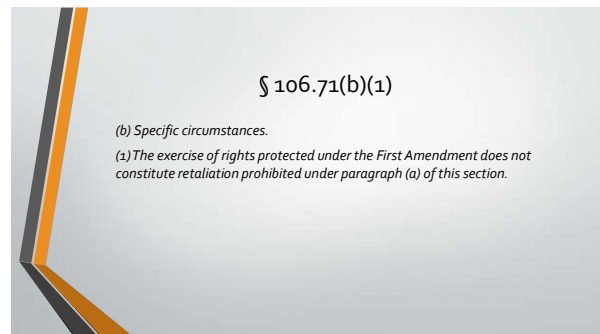 § 106.71(b)(1)
(b) Specific circumstances.
(1) The exercise of rights protected under the First Amendment does not
constitute retaliation prohibited under paragraph (a) of this section.